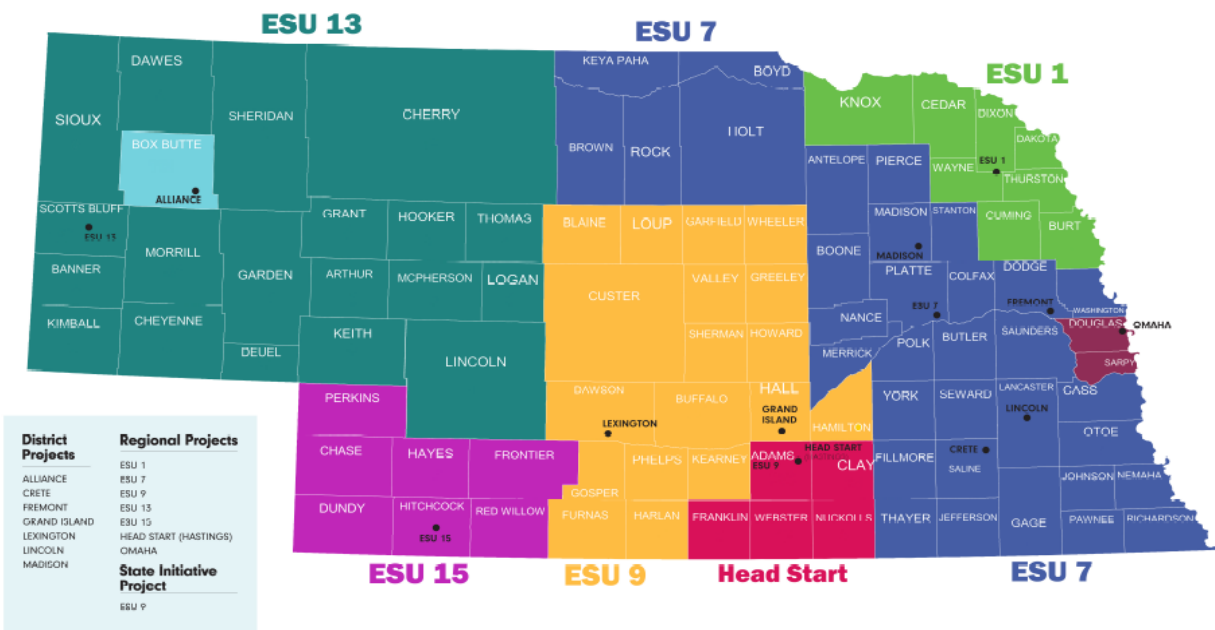 ESU 13
ESU 7
ESU 1
KEYA PAHA
BOYD
DAWES
SIOUX
SHERIDAN
CHERRY
KNOX
CEDAR
DIXON
DAKOTA
BOX BUTTE
ALLIANCE
BROWN
ROCK
HOLT
ANTELOPE
PIERCE
WAYNE
ESU 1
THURSTON
SCOTTS BLUFF
ESU 13
GRANT
HOOKER
THOMAS
BLAINE
LOUP
GARFIELD
WHEELER
MADISON
STANTON
CUMING
BURT
MORRILL
BANNER
GARDEN
ARTHUR
MCPHERSON
LOGAN
CUSTER
VALLEY
GREELEY
BOONE
MADISON
PLATTE
COLFAX
DODGE
KIMBALL
CHEYENNE
DEUEL
KEITH
LINCOLN
SHERMAN
HOWARD
NANCE
MERRICK
ESU 7
FREMONT
WASHINGTON
POLK
BUTLER
SAUNDERS
DOUGLAS
OMAHA
SARPY
PERKINS
DAWSON
BUFFALO
HALL
GRAND
ISLAND
HAMILTON
LEXINGTON
YORK
SEWARD
LANCASTER
LINCOLN
CASS
OTOE
CHASE
HAYES
FRONTIER
GOSPER
PHELPS
KEARNEY
ADAMS
HEAD START
ESU 9
CLAY
FILLMORE
CRETE
SALINE
JOHNSON
NEMAHA
DUNDY
HITCHCOCK
ESU 15
RED WILLOW
FURNAS
HARLAN
FRANKLIN
WEBSTER
NUCKOLLS
THAYER
JEFFERSON
GAGE
PAWNEE
RICHARDSON
ESU 15
ESU 9
Head Start
ESU 7
District
Projects
ALLIANCE
CRETE
FREMONT
GRAND ISLAND
LEXINGTON
LINCOLN
MADISON
Regional Projects
ESU 1
ESU 7
ESU 9
ESU 13
ESU 15
HEAD START (HASTINGS)
OMAHA
State Initiative
Project
ESU 9